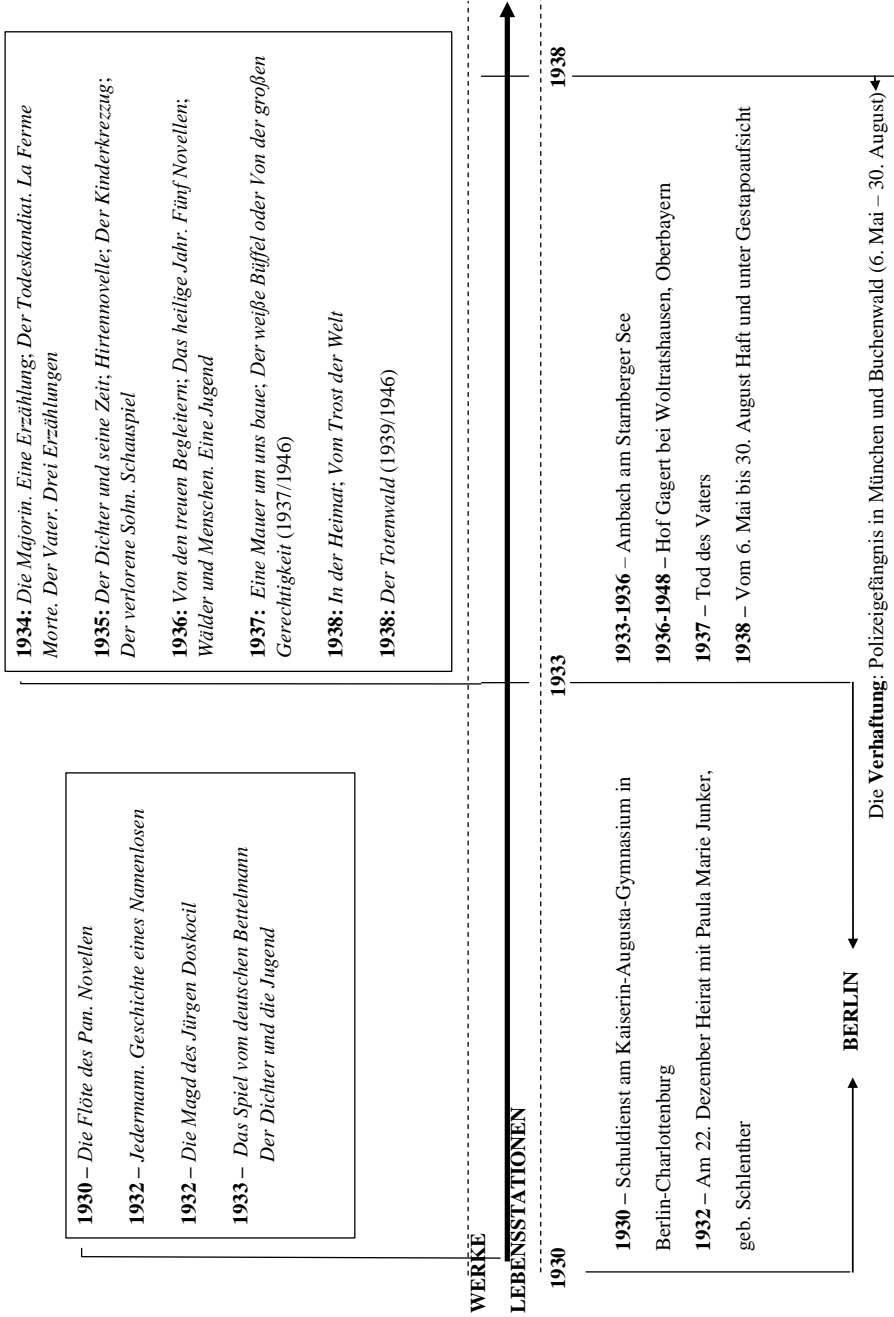 1930 – Die Flöte des Pan. Novellen
1932 – Jedermann. Geschichte eines Namenlosen
1932 – Die Magd des Jürgen Doskocil
1933 – Das Spiel vom deutschen Bettelmann
Der Dichter und die Jugend
1934: Die Majorin. Eine Erzählung; Der Todeskandiat. La Ferme
Morte. Der Vater. Drei Erzählungen
1935: Der Dichter und seine Zeit; Hirtennovelle; Der Kinderkrezzug;
Der verlorene Sohn. Schauspiel
1936: Von den treuen Begleitern; Das heilige Jahr. Fünf Novellen;
Wälder und Menschen. Eine Jugend
1937: Eine Mauer um uns baue; Der weiße Büffel oder Von der großen
Gerechtigkeit (1937/1946)
1938: In der Heimat; Vom Trost der Welt
1938: Der Totenwald (1939/1946)
WERKE
LEBENSSTATIONEN
1930
1933
1938
1930 – Schuldienst am Kaiserin-Augusta-Gymnasium in
Berlin-Charlottenburg
1932 – Am 22. Dezember Heirat mit Paula Marie Junker,
geb. Schlenther
1933-1936 – Ambach am Starnberger See
1936-1948 – Hof Gagert bei Woltratshausen, Oberbayern
1937 – Tod des Vaters
1938 – Vom 6. Mai bis 30. August Haft und unter Gestapoaufsicht
BERLIN
Die Verhaftung: Polizeigefängnis in München und Buchenwald (6. Mai – 30. August)